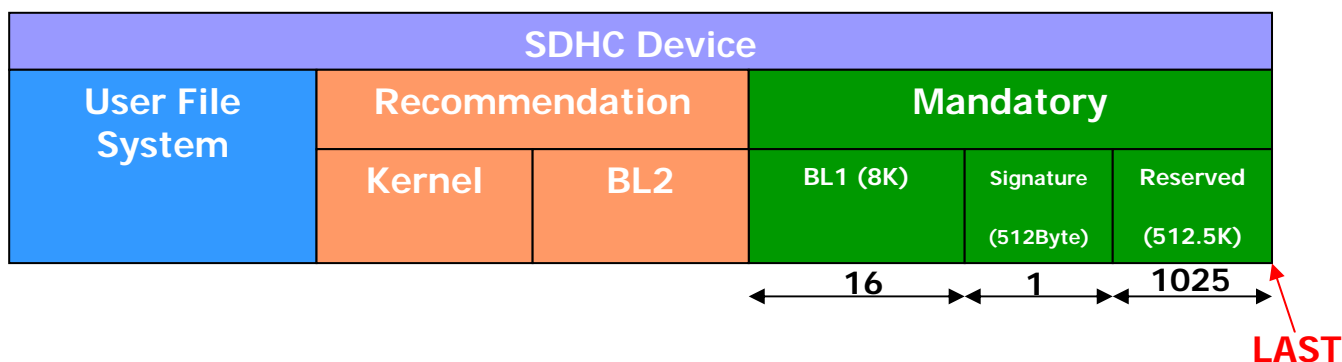 SDHC Device
User File
System
Recommendation
Mandatory
Kernel
BL2
BL1 (8K)
Signature
(512Byte)
Reserved
(512.5K)
16
1
1025
LAST